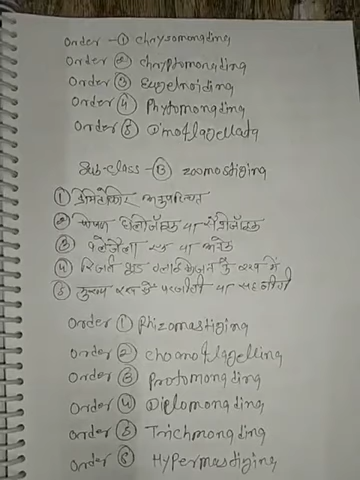 Order - ① Chrysomonadina
Order ② Chryptomonadina
Order ③ Euglenoidina
Order ④ Phytomonadina
Order ⑤ Dinoflagellata
Sub-class - Ⓑ Zoomastigina
① क्रोमेटोफोर अनुपस्थित
② पोषण होलोजोइक या सेप्रोजोइक
③ फ्लेजिला एक या अनेक
④ रिजर्व फूड ग्लाइकोजन के रूप में
⑤ मुख्य रूप से परजीवी या सहजीवी
Order ① Rhizomastigina
Order ② Choanoflagellina
Order ③ Protomonadina
Order ④ Diplomonadina
Order ⑤ Trichmonadina
Order ⑥ Hypermastigina